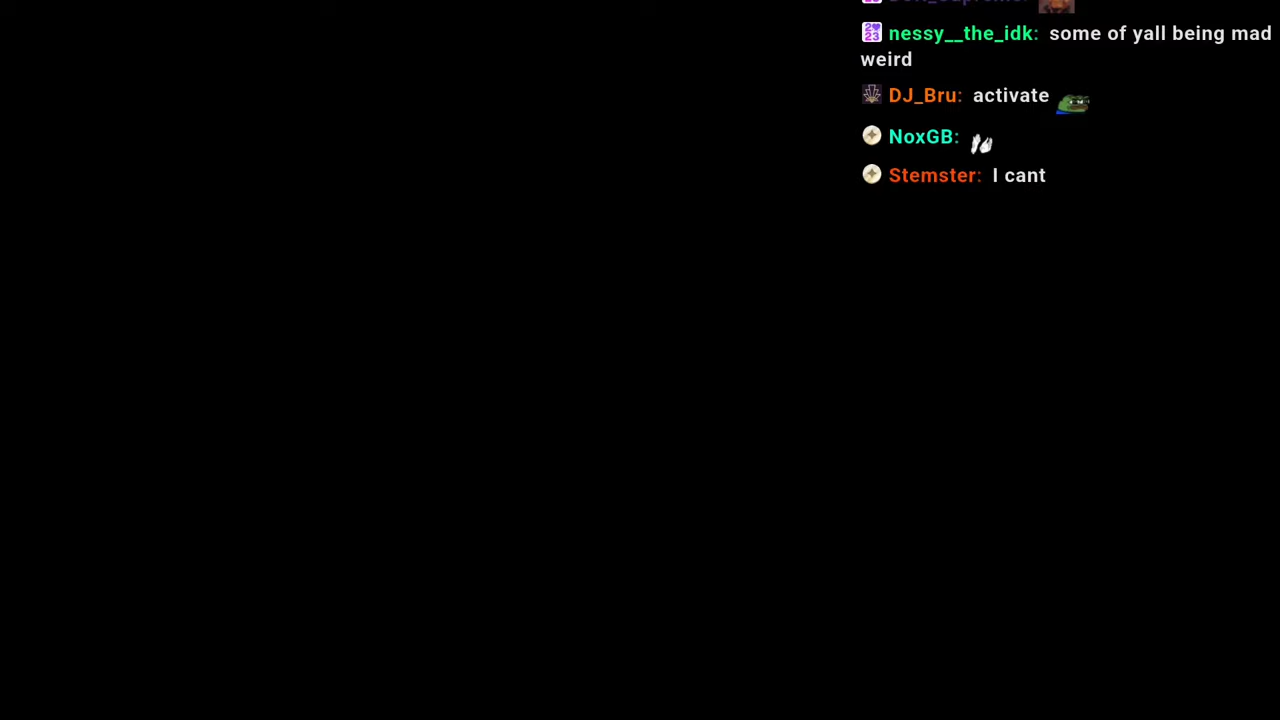 nessy__the_idk: some of yall being mad
weird
DJ_Bru: activate
NoxGB:
Stemster: I cant